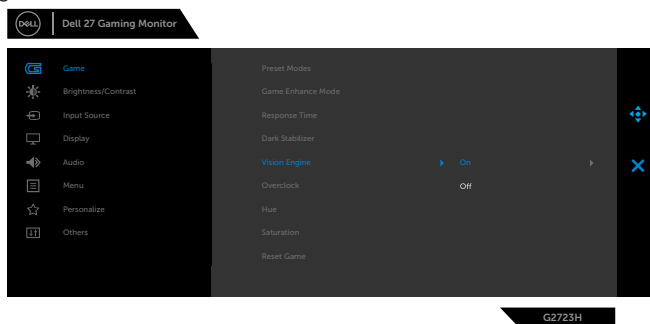 DELL
Dell 27 Gaming Monitor
Game
Brightness/Contrast
Input Source
Display
Audio
Menu
Personalize
Others
Preset Modes
Game Enhance Mode
Response Time
Dark Stabilizer
Vision Engine
On
Off
Overclock
Hue
Saturation
Reset Game
G2723H